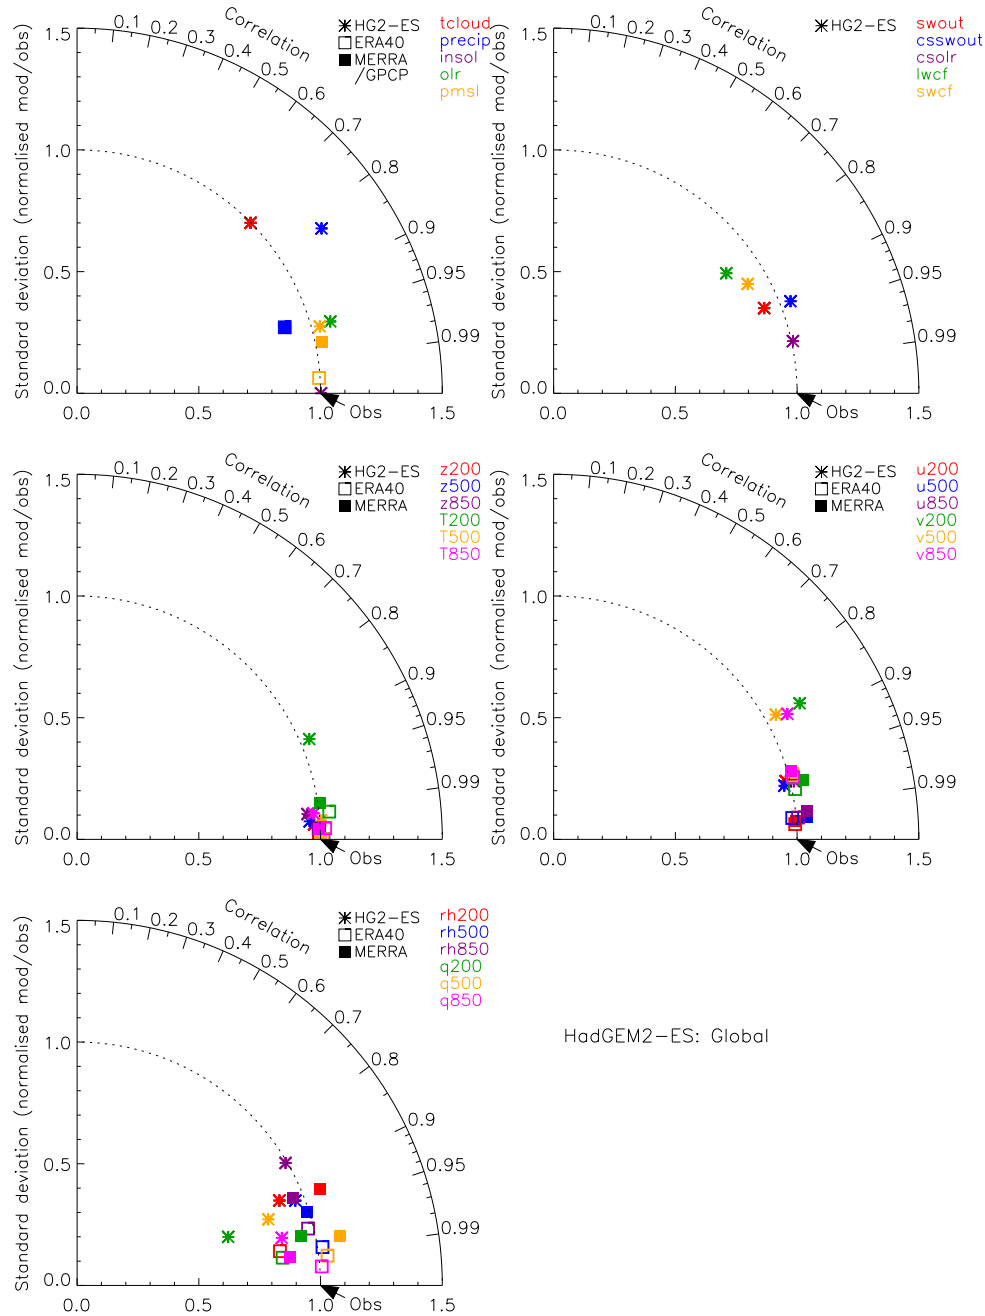 Standard deviation (normalised mod/obs)
Correlation
1.5
1.0
0.5
0.0
0.0
0.5
1.0
1.5
0.1
0.2
0.3
0.4
0.5
0.6
0.7
0.8
0.9
0.95
0.99
Obs
HG2-ES
ERA40
MERRA
/GPCP
tcloud
precip
insol
olr
pmsl
Standard deviation (normalised mod/obs)
Correlation
1.5
1.0
0.5
0.0
0.0
0.5
1.0
1.5
0.1
0.2
0.3
0.4
0.5
0.6
0.7
0.8
0.9
0.95
0.99
Obs
HG2-ES
swout
csswout
csolr
lwcf
swcf
Standard deviation (normalised mod/obs)
Correlation
1.5
1.0
0.5
0.0
0.0
0.5
1.0
1.5
0.1
0.2
0.3
0.4
0.5
0.6
0.7
0.8
0.9
0.95
0.99
Obs
HG2-ES
ERA40
MERRA
z200
z500
z850
T200
T500
T850
Standard deviation (normalised mod/obs)
Correlation
1.5
1.0
0.5
0.0
0.0
0.5
1.0
1.5
0.1
0.2
0.3
0.4
0.5
0.6
0.7
0.8
0.9
0.95
0.99
Obs
HG2-ES
ERA40
MERRA
u200
u500
u850
v200
v500
v850
Standard deviation (normalised mod/obs)
Correlation
1.5
1.0
0.5
0.0
0.0
0.5
1.0
1.5
0.1
0.2
0.3
0.4
0.5
0.6
0.7
0.8
0.9
0.95
0.99
Obs
HG2-ES
ERA40
MERRA
rh200
rh500
rh850
q200
q500
q850
HadGEM2-ES: Global